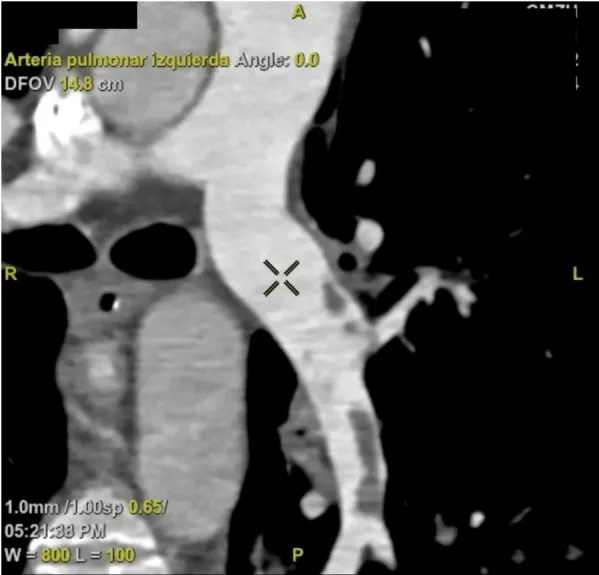 A
Arteria pulmonar izquierda Angle: 0.0
DFOV 14.8 cm
R
L
1.0mm /1.00sp 0.65/
05:21:38 PM
W = 800 L = 100
P